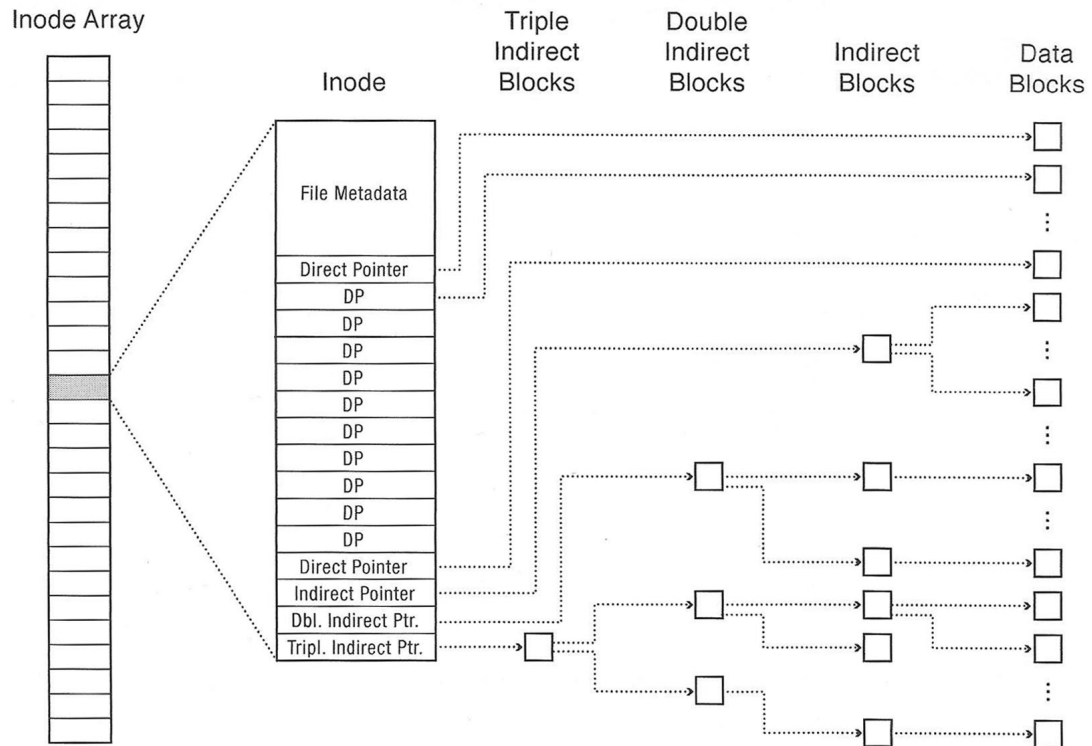 Inode Array
Inode
Triple
Indirect
Blocks
Double
Indirect
Blocks
Indirect
Blocks
Data
Blocks
File Metadata
Direct Pointer
DP
DP
DP
DP
DP
DP
DP
DP
DP
DP
Direct Pointer
Indirect Pointer
Dbl. Indirect Ptr.
Tripl. Indirect Ptr.